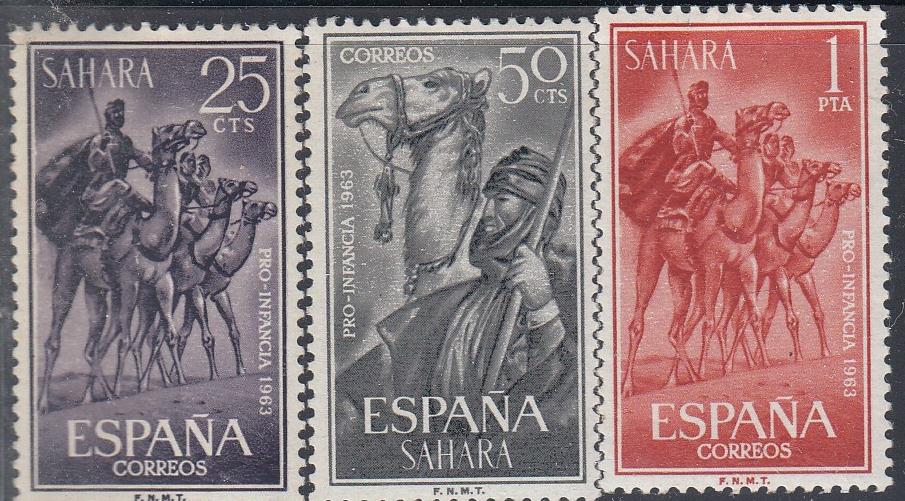 SAHARA 25
CTS
PRO-INFANCIA 1963
ESPAÑA
CORREOS
F.N.M.T.
CORREOS 50
CTS
PRO-INFANCIA 1963
ESPAÑA
SAHARA
F.N.M.T.
SAHARA 1
PTA
PRO-INFANCIA 1963
ESPAÑA
CORREOS
F.N.M.T.